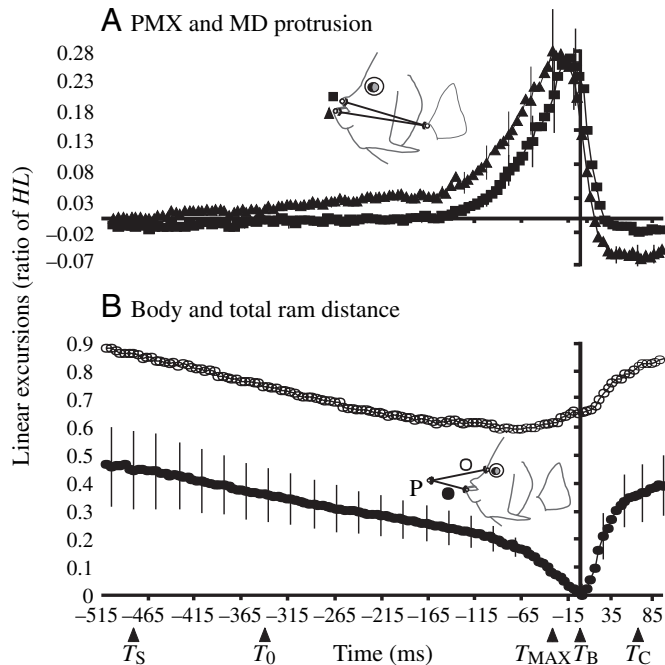 A PMX and MD protrusion
0.28
0.23
0.18
0.13
0.03
−0.02
−0.07
Linear excursions (ratio of HL)
B Body and total ram distance
0.9
0.8
0.7
0.6
0.5
0.4
0.3
0.2
0.1
0
P
−515 −465 −415 −365 −315 −265 −215 −165 −115 −65 −15 35 85
TS T0 Time (ms) TMAX TB TC